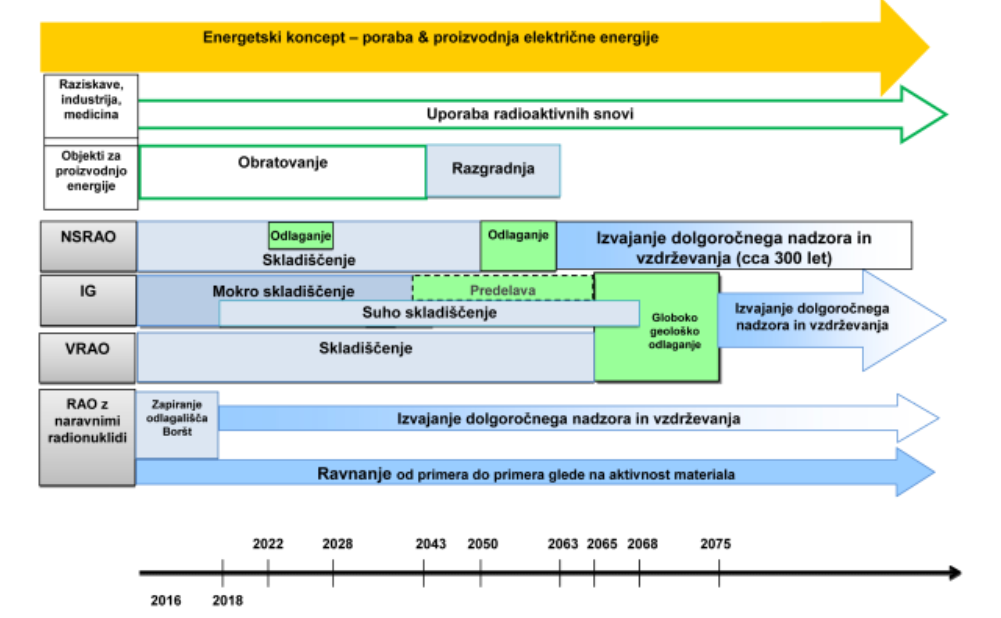 Energetski koncept – poraba & proizvodnja električne energije
Raziskave,
industrija,
medicina
Uporaba radioaktivnih snovi
Objekti za
proizvodnjo
energije
Obratovanje
Razgradnja
NSRAO
Odlaganje
Skladiščenje
Odlaganje
Izvajanje dolgoročnega nadzora in
vzdrževanja (cca 300 let)
IG
Mokro skladiščenje
Predelava
Suho skladiščenje
Globoko
geološko
odlaganje
Izvajanje dolgoročnega
nadzora in vzdrževanja
VRAO
Skladiščenje
RAO z
naravnimi
radionuklidi
Zapiranje
odlagališča
Boršt
Izvajanje dolgoročnega nadzora in vzdrževanja
Ravnanje od primera do primera glede na aktivnost materiala
2022 2028 2043 2050 2063 2065 2068 2075
2016 2018